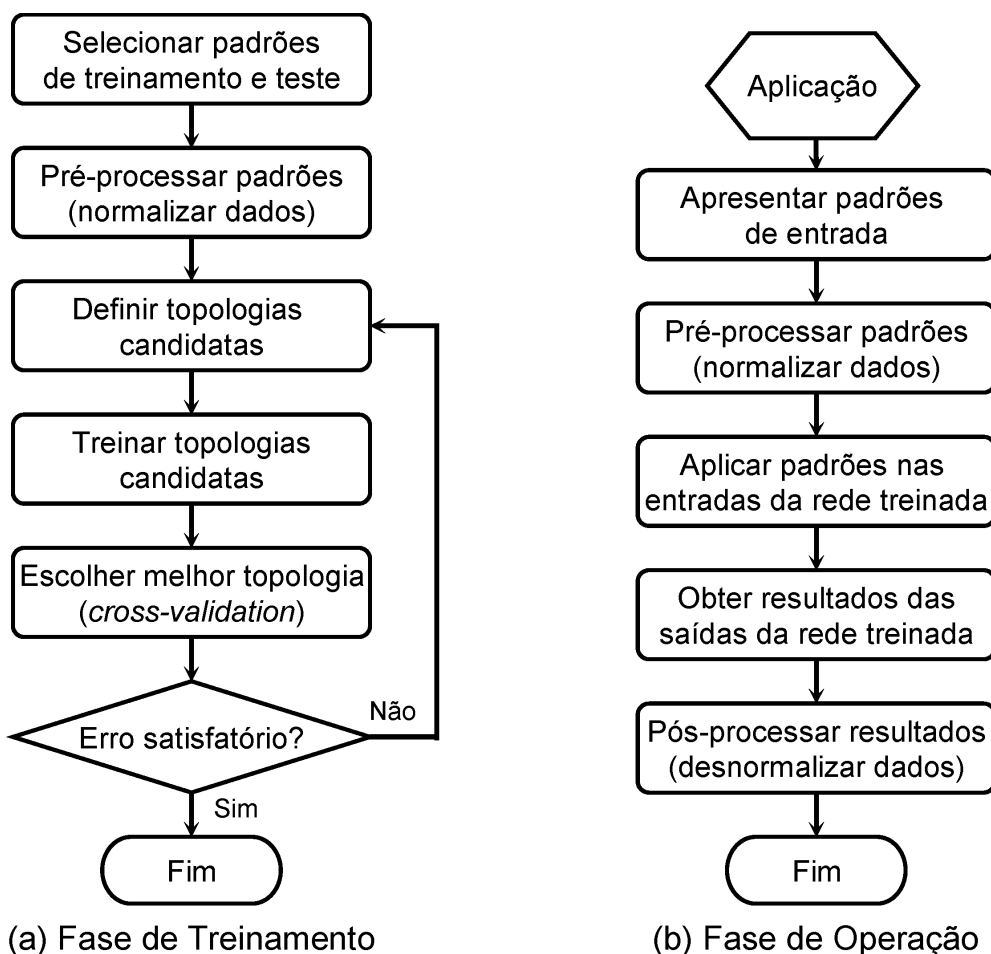 Selecionar padrões
de treinamento e teste
Pré-processar padrões
(normalizar dados)
Definir topologias
candidatas
Treinar topologias
candidatas
Escolher melhor topologia
(cross-validation)
Erro satisfatório?
Não
Sim
Fim
(a) Fase de Treinamento
Aplicação
Apresentar padrões
de entrada
Pré-processar padrões
(normalizar dados)
Aplicar padrões nas
entradas da rede treinada
Obter resultados das
saídas da rede treinada
Pós-processar resultados
(desnormalizar dados)
Fim
(b) Fase de Operação